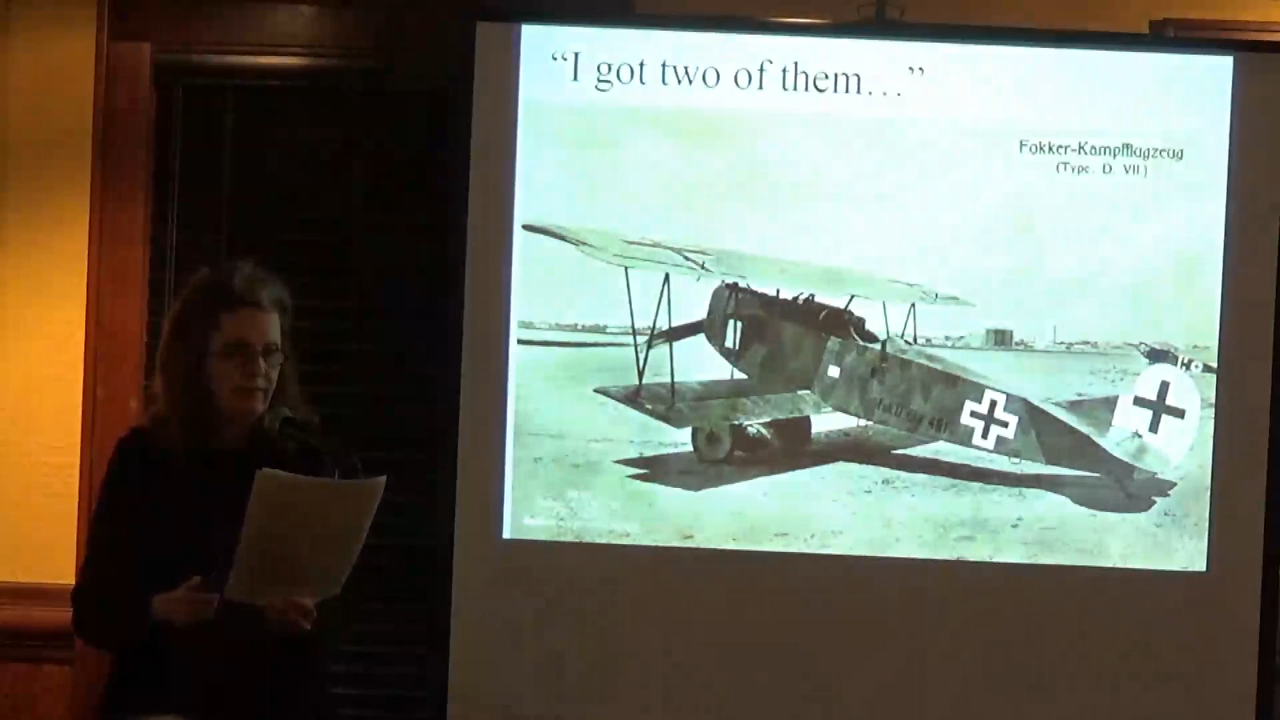 “I got two of them…”
Fokker-Kampfflugzeug
(Type. D. VII)